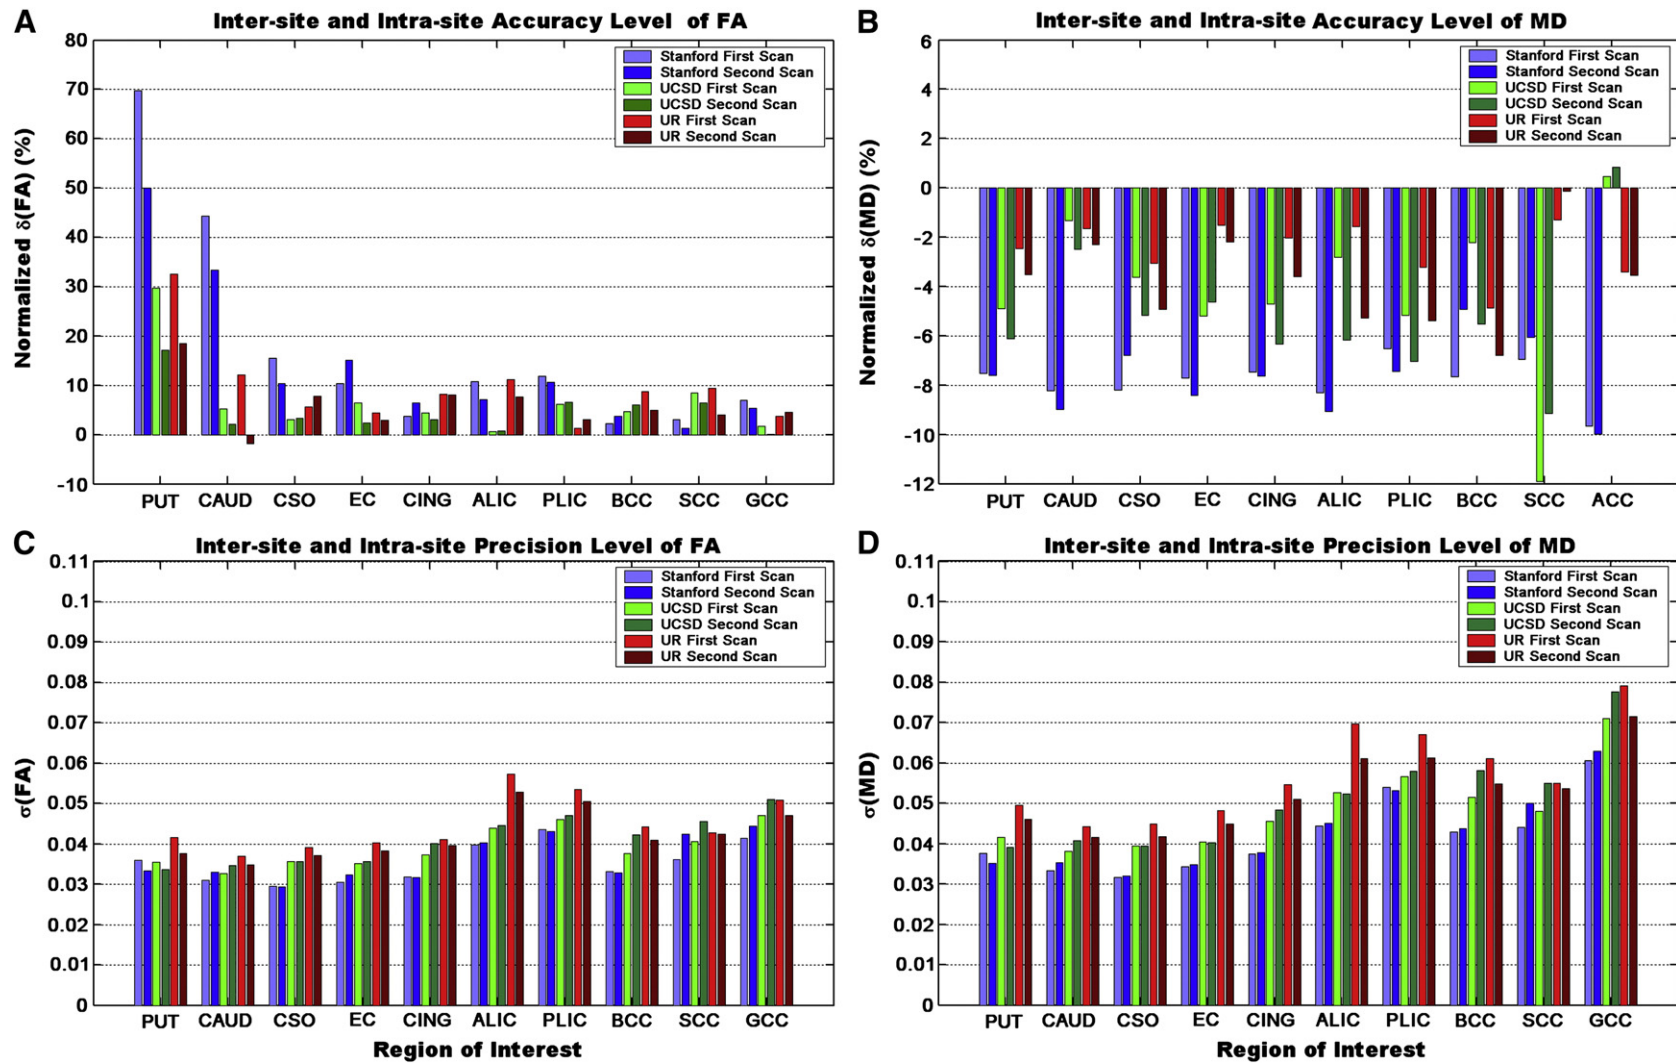 A
Inter-site and Intra-site Accuracy Level of FA
Normalized δ(FA) (%)
80
70
60
50
40
30
20
10
0
-10
Stanford First Scan
Stanford Second Scan
UCSD First Scan
UCSD Second Scan
UR First Scan
UR Second Scan
PUT CAUD CSO EC CING ALIC PLIC BCC SCC GCC
B
Inter-site and Intra-site Accuracy Level of MD
Normalized δ(MD) (%)
6
4
2
0
-2
-4
-6
-8
-10
-12
Stanford First Scan
Stanford Second Scan
UCSD First Scan
UCSD Second Scan
UR First Scan
UR Second Scan
PUT CAUD CSO EC CING ALIC PLIC BCC SCC ACC
C
Inter-site and Intra-site Precision Level of FA
σ(FA)
0.11
0.1
0.09
0.08
0.07
0.06
0.05
0.04
0.03
0.02
0.01
0
Stanford First Scan
Stanford Second Scan
UCSD First Scan
UCSD Second Scan
UR First Scan
UR Second Scan
PUT CAUD CSO EC CING ALIC PLIC BCC SCC GCC
Region of Interest
D
Inter-site and Intra-site Precision Level of MD
σ(MD)
0.11
0.1
0.09
0.08
0.07
0.06
0.05
0.04
0.03
0.02
0.01
0
Stanford First Scan
Stanford Second Scan
UCSD First Scan
UCSD Second Scan
UR First Scan
UR Second Scan
PUT CAUD CSO EC CING ALIC PLIC BCC SCC GCC
Region of Interest